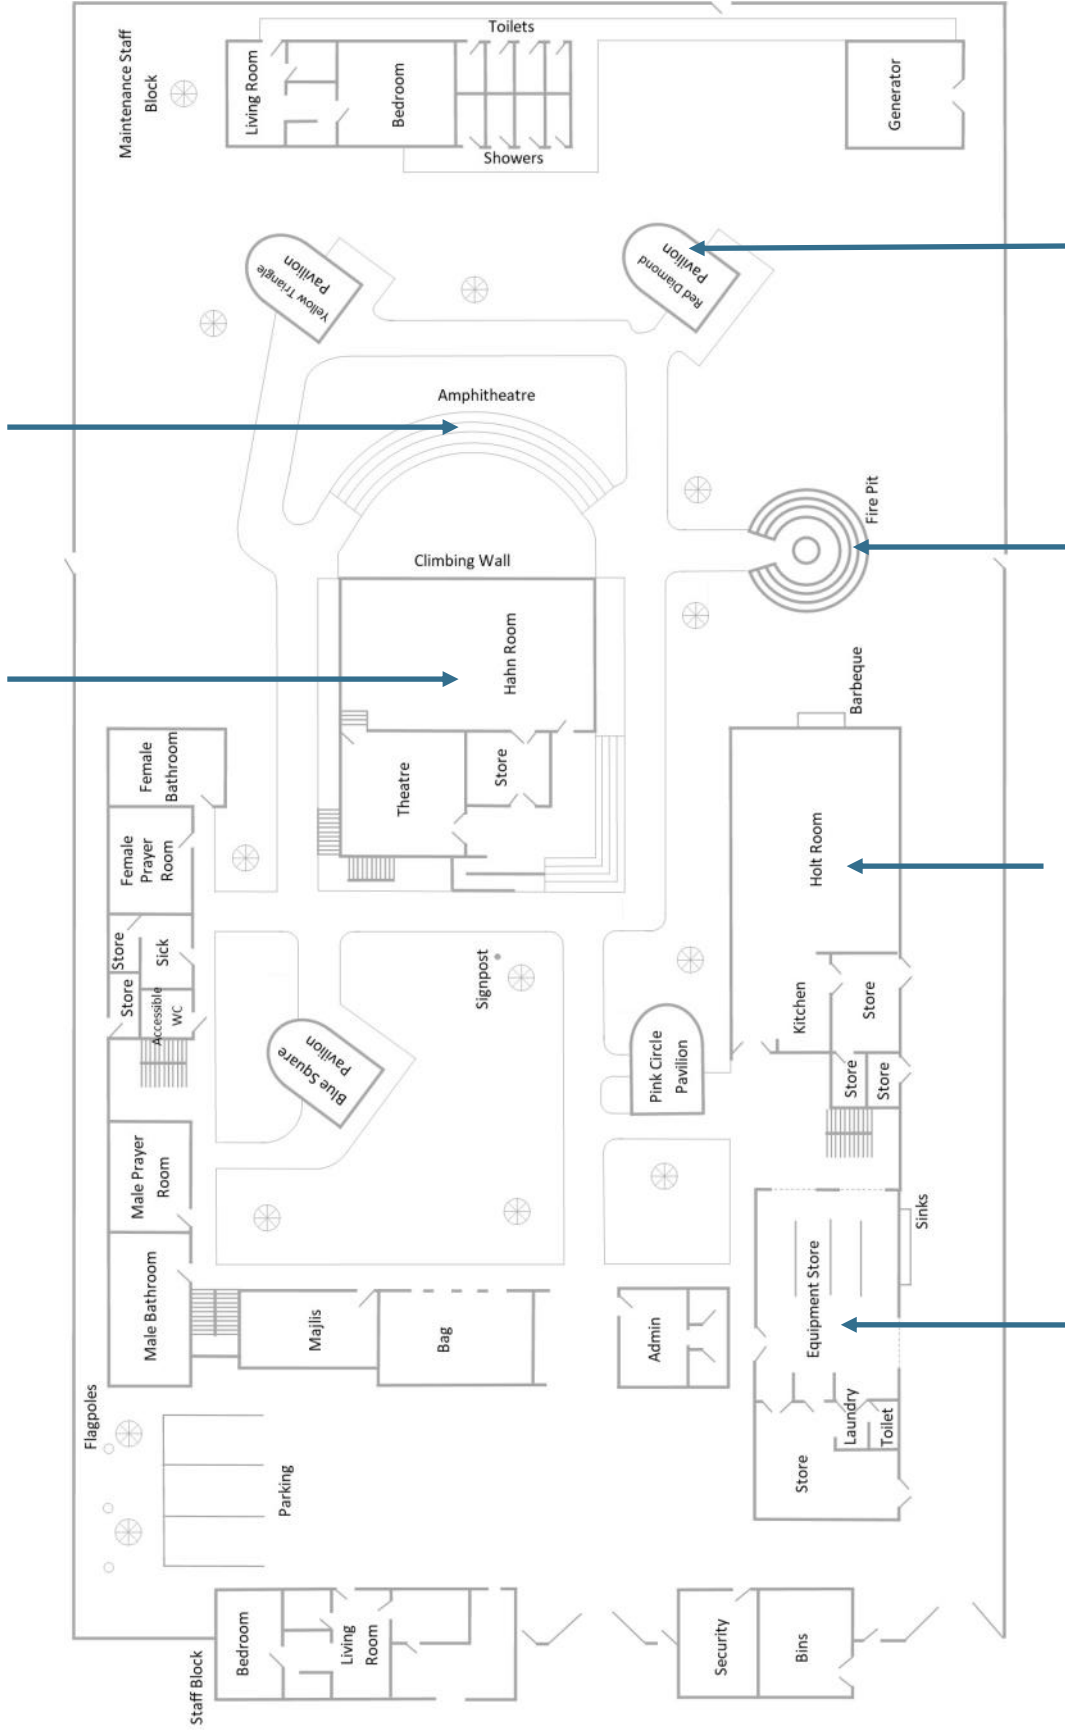 Toilets
Maintenance Staff
Block
Living Room
Bedroom
Generator
Showers
Yellow Triangle
Pavilion
Red Diamond
Pavilion
Amphitheatre
Fire Pit
Climbing Wall
Hahn Room
Barbeque
Female
Bathroom
Theatre
Store
Female
Prayer
Room
Holt Room
Store
Sick
Store
Accessible
WC
Signpost
Kitchen
Store
Blue Square
Pavilion
Pink Circle
Pavilion
Store
Store
Male Prayer
Room
Sinks
Male Bathroom
Majlis
Bag
Admin
Equipment Store
Flagpoles
Laundry
Toilet
Store
Parking
Staff Block
Bedroom
Living
Room
Security
Bins